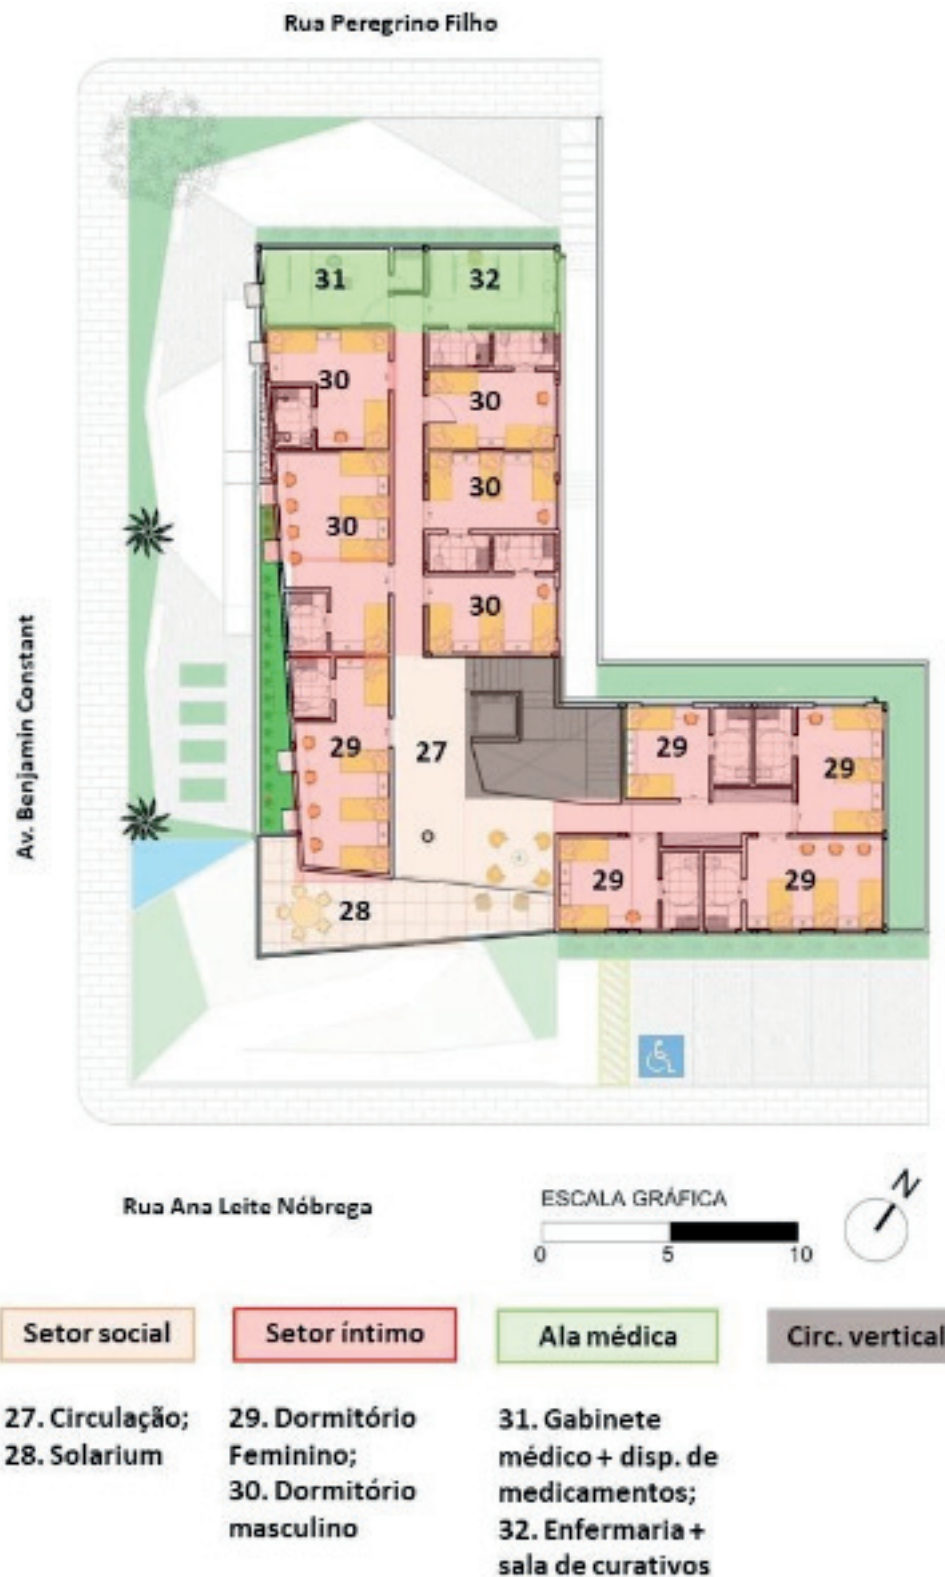 Rua Peregrino Filho
31
32
30
30
30
30
30
Av. Benjamin Constant
29
27
29
29
28
29
29
Rua Ana Leite Nóbrega
ESCALA GRÁFICA
0 5 10
N
Setor social
Setor íntimo
Ala médica
Circ. vertical
27. Circulação;
28. Solarium
29. Dormitório
Feminino;
30. Dormitório
masculino
31. Gabinete
médico + disp. de
medicamentos;
32. Enfermaria +
sala de curativos